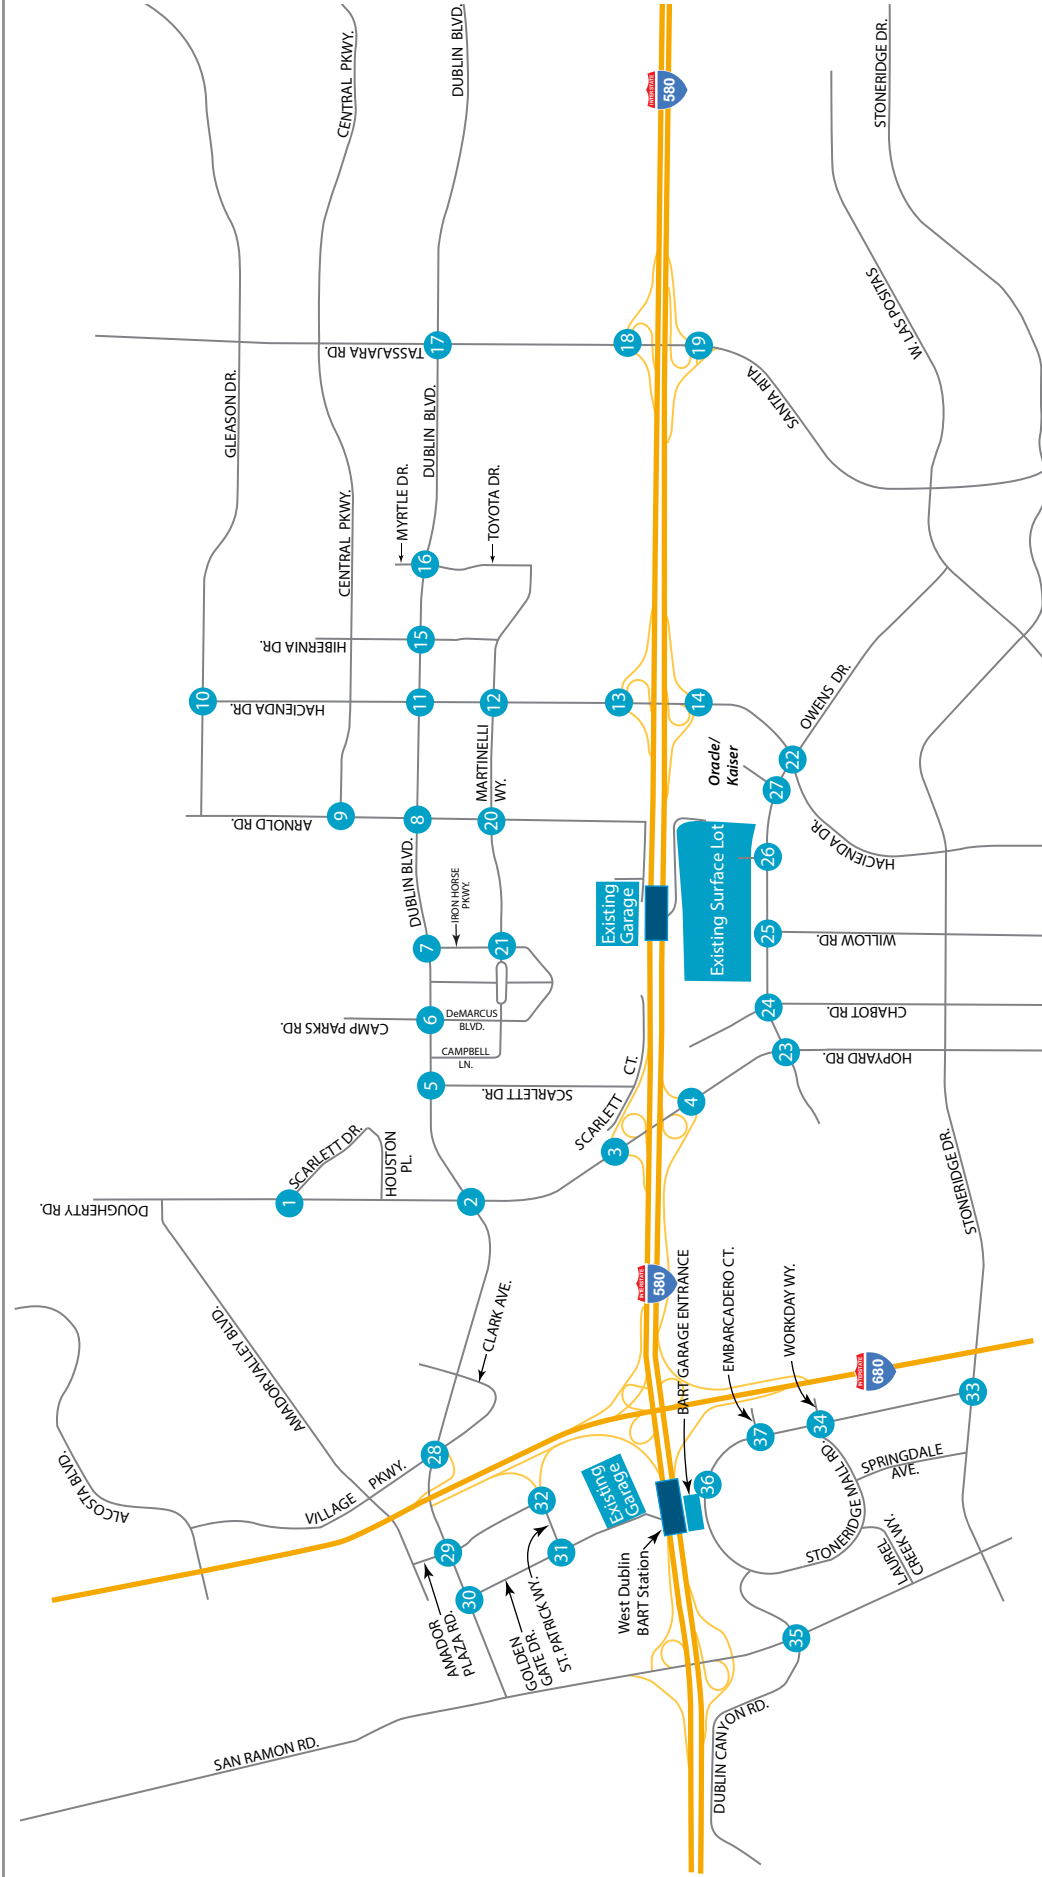 ALCOSTA BLVD.
SAN RAMON RD.
VILLAGE
PKWY.
AMADOR VALLEY BLVD.
DOUGHERTY RD.
1
SCARLETT DR.
HOUSTON
PL.
2
CLARK AVE.
28
29
30
AMADOR
PLAZA RD.
GOLDEN
GATE DR.
ST. PATRICK WY.
31
32
Existing
Garage
West Dublin
BART Station
BART GARAGE ENTRANCE
INTERSTATE
580
INTERSTATE
680
EMBARCADERO CT.
WORKDAY WY.
36
37
34
33
35
STONERIDGE MALL RD.
SPRINGDALE
AVE.
LAUREL
CREEK WY.
DUBLIN CANYON RD.
STONERIDGE DR.
3
4
SCARLETT
CT.
SCARLETT DR.
5
CAMPBELL
LN.
6
DeMARCUS
BLVD.
CAMP PARKS RD.
7
IRON HORSE
PKWY.
21
DUBLIN BLVD.
8
9
20
ARNOLD RD.
MARTINELLI
WY.
10
HACIENDA DR.
11
12
13
14
HIBERNIA DR.
15
16
MYRTLE DR.
TOYOTA DR.
CENTRAL PKWY.
GLEASON DR.
DUBLIN BLVD.
TASSAJARA RD.
17
18
19
SANTA RITA
CENTRAL PKWY.
DUBLIN BLVD.
INTERSTATE
580
STONERIDGE DR.
W. LAS POSITAS
OWENS DR.
Oracle/
Kaiser
22
27
26
25
24
23
HACIENDA DR.
WILLOW RD.
CHABOT RD.
HOPYARD RD.
Existing
Garage
Existing Surface Lot